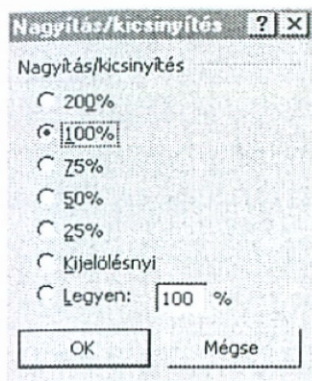 Nagyítás/kicsinyítés ? ×
Nagyítás/kicsinyítés
200%
100%
75%
50%
25%
Kijelölésnyi
Legyen: 100 %
OK Mégse